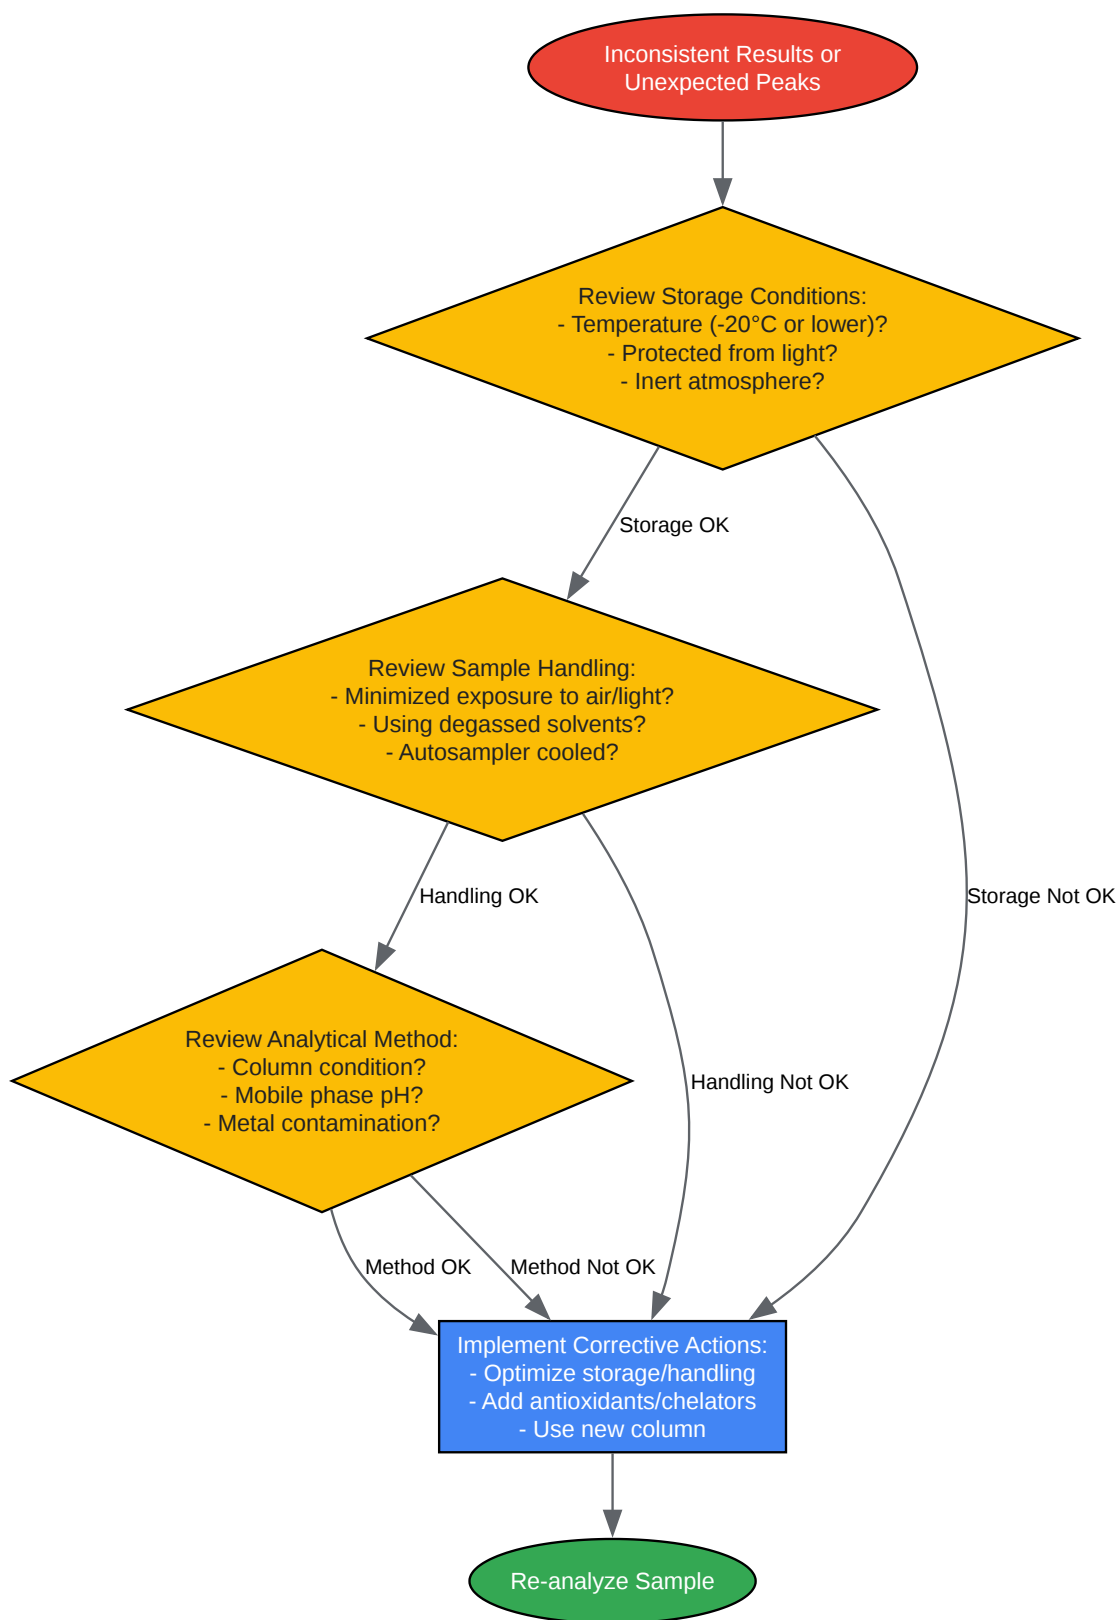 Inconsistent Results or
Unexpected Peaks
Review Storage Conditions:
- Temperature (-20°C or lower)?
- Protected from light?
- Inert atmosphere?
Storage OK
Review Sample Handling:
- Minimized exposure to air/light?
- Using degassed solvents?
- Autosampler cooled?
Handling OK
Storage Not OK
Review Analytical Method:
- Column condition?
- Mobile phase pH?
- Metal contamination?
Handling Not OK
Method OK
Method Not OK
Implement Corrective Actions:
- Optimize storage/handling
- Add antioxidants/chelators
- Use new column
Re-analyze Sample